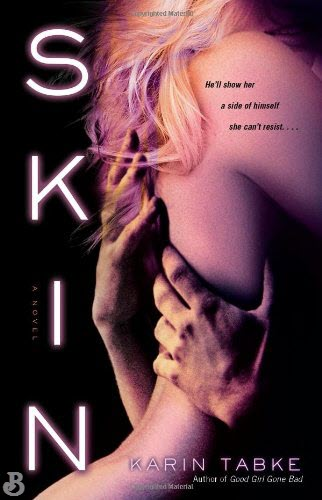 SKIN
He'll show her
a side of himself
she can't resist. . . .
A NOVEL
KARIN TABKE
Author of Good Girl Gone Bad
B